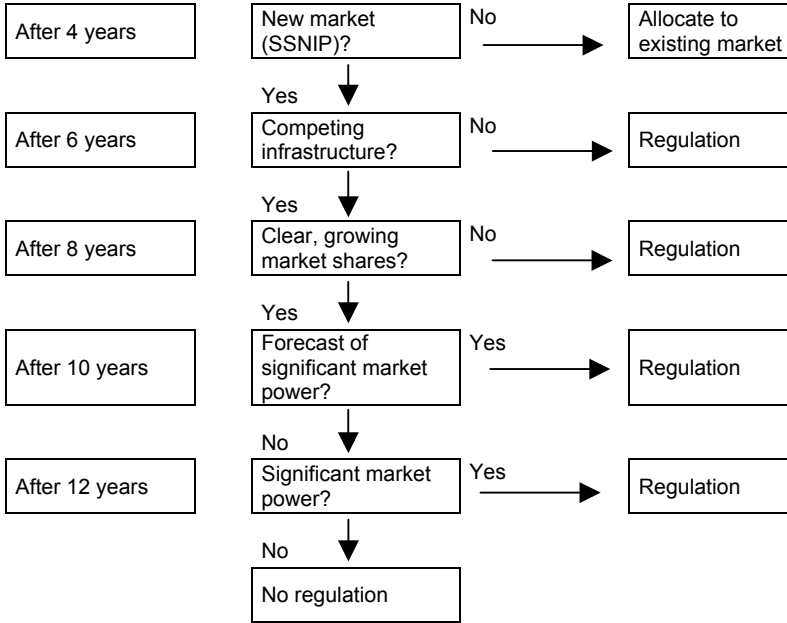 After 4 years
New market
(SSNIP)?
No
Allocate to
existing market
Yes
After 6 years
Competing
infrastructure?
No
Regulation
Yes
After 8 years
Clear, growing
market shares?
No
Regulation
Yes
After 10 years
Forecast of
significant market
power?
Yes
Regulation
No
After 12 years
Significant market
power?
Yes
Regulation
No
No regulation